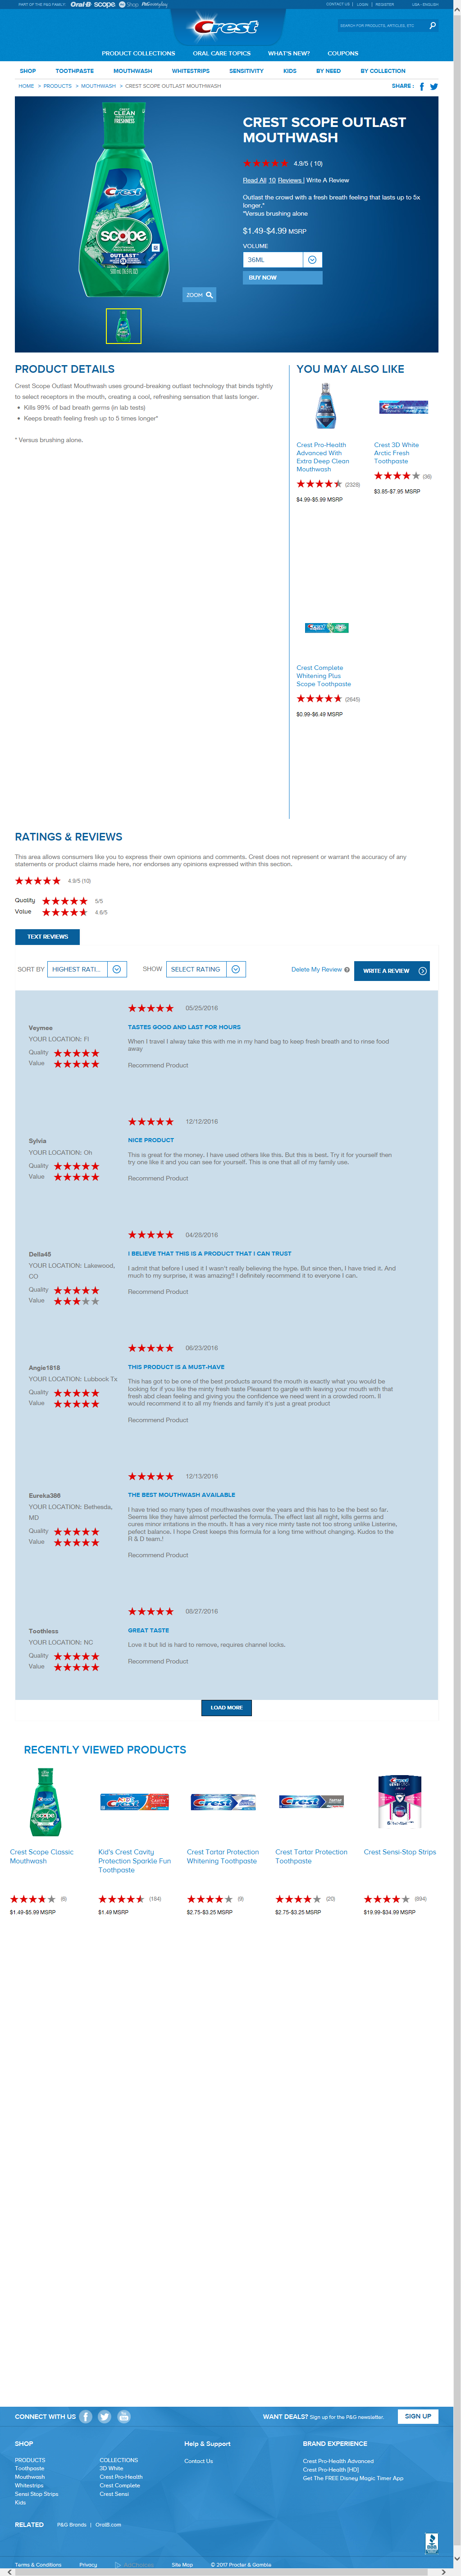 PART OF THE P&G FAMILY: Oral-B scope Shop P&G everyday CONTACT US | LOGIN | REGISTER USA - ENGLISH
Crest
SEARCH FOR PRODUCTS, ARTICLES, ETC
PRODUCT COLLECTIONS ORAL CARE TOPICS WHAT'S NEW? COUPONS
SHOP TOOTHPASTE MOUTHWASH WHITESTRIPS SENSITIVITY KIDS BY NEED BY COLLECTION
HOME > PRODUCTS > MOUTHWASH > CREST SCOPE OUTLAST MOUTHWASH SHARE :
CREST SCOPE OUTLAST
MOUTHWASH
4.9/5 ( 10)
Read All 10 Reviews | Write A Review
Outlast the crowd with a fresh breath feeling that lasts up to 5x
longer.*
*Versus brushing alone
$1.49-$4.99 MSRP
VOLUME
36ML
BUY NOW
Crest
scope
OUTLAST
ZOOM
PRODUCT DETAILS
Crest Scope Outlast Mouthwash uses ground-breaking outlast technology that binds tightly
to select receptors in the mouth, creating a cool, refreshing sensation that lasts longer.
Kills 99% of bad breath germs (in lab tests)
Keeps breath feeling fresh up to 5 times longer*
* Versus brushing alone.
YOU MAY ALSO LIKE
Crest Pro-Health
Advanced With
Extra Deep Clean
Mouthwash
(2328)
$4.99-$5.99 MSRP
Crest 3D White
Arctic Fresh
Toothpaste
(36)
$3.85-$7.95 MSRP
Crest Complete
Whitening Plus
Scope Toothpaste
(2645)
$0.99-$6.49 MSRP
RATINGS & REVIEWS
This area allows consumers like you to express their own opinions and comments. Crest does not represent or warrant the accuracy of any
statements or product claims made here, nor endorses any opinions expressed within this section.
4.9/5 (10)
Quality 5/5
Value 4.6/5
TEXT REVIEWS
SORT BY HIGHEST RATI... SHOW SELECT RATING Delete My Review WRITE A REVIEW
05/25/2016
Veymee
YOUR LOCATION: Fl
Quality
Value
TASTES GOOD AND LAST FOR HOURS
When I travel I alway take this with me in my hand bag to keep fresh breath and to rinse food
away
Recommend Product
12/12/2016
Sylvia
YOUR LOCATION: Oh
Quality
Value
NICE PRODUCT
This is great for the money. I have used others like this. But this is best. Try it for yourself then
try one like it and you can see for yourself. This is one that all of my family use.
Recommend Product
04/28/2016
Della45
YOUR LOCATION: Lakewood,
CO
Quality
Value
I BELIEVE THAT THIS IS A PRODUCT THAT I CAN TRUST
I admit that before I used it I wasn't really believing the hype. But since then, I have tried it. And
much to my surprise, it was amazing!! I definitely recommend it to everyone I can.
Recommend Product
06/23/2016
Angie1818
YOUR LOCATION: Lubbock Tx
Quality
Value
THIS PRODUCT IS A MUST-HAVE
This has got to be one of the best products around the mouth is exactly what you would be
looking for if you like the minty fresh taste Pleasant to gargle with leaving your mouth with that
fresh abd clean feeling and giving you the confidence we need went in a crowded room. II
would recommend it to all my friends and family it's just a great product
Recommend Product
12/13/2016
Eureka386
YOUR LOCATION: Bethesda,
MD
Quality
Value
THE BEST MOUTHWASH AVAILABLE
I have tried so many types of mouthwashes over the years and this has to be the best so far.
Seems like they have almost perfected the formula. The effect last all night, kills germs and
cures minor irritations in the mouth. It has a very nice minty taste not too strong unlike Listerine,
pefect balance. I hope Crest keeps this formula for a long time without changing. Kudos to the
R & D team.!
Recommend Product
08/27/2016
Toothless
YOUR LOCATION: NC
Quality
Value
GREAT TASTE
Love it but lid is hard to remove, requires channel locks.
Recommend Product
LOAD MORE
RECENTLY VIEWED PRODUCTS
Crest Scope Classic
Mouthwash
(6)
$1.49-$5.99 MSRP
Kid's Crest Cavity
Protection Sparkle Fun
Toothpaste
(184)
$1.49 MSRP
Crest Tartar Protection
Whitening Toothpaste
(9)
$2.75-$3.25 MSRP
Crest Tartar Protection
Toothpaste
(20)
$2.75-$3.25 MSRP
Crest Sensi-Stop Strips
(894)
$19.99-$34.99 MSRP
CONNECT WITH US WANT DEALS? Sign up for the P&G newsletter. SIGN UP
SHOP
PRODUCTS
Toothpaste
Mouthwash
Whitestrips
Sensi Stop Strips
Kids
COLLECTIONS
3D White
Crest Pro-Health
Crest Complete
Crest Sensi
Help & Support
Contact Us
BRAND EXPERIENCE
Crest Pro-Health Advanced
Crest Pro-Health [HD]
Get The FREE Disney Magic Timer App
RELATED P&G Brands | OralB.com
BBB
Terms & Conditions Privacy AdChoices Site Map © 2017 Procter & Gamble